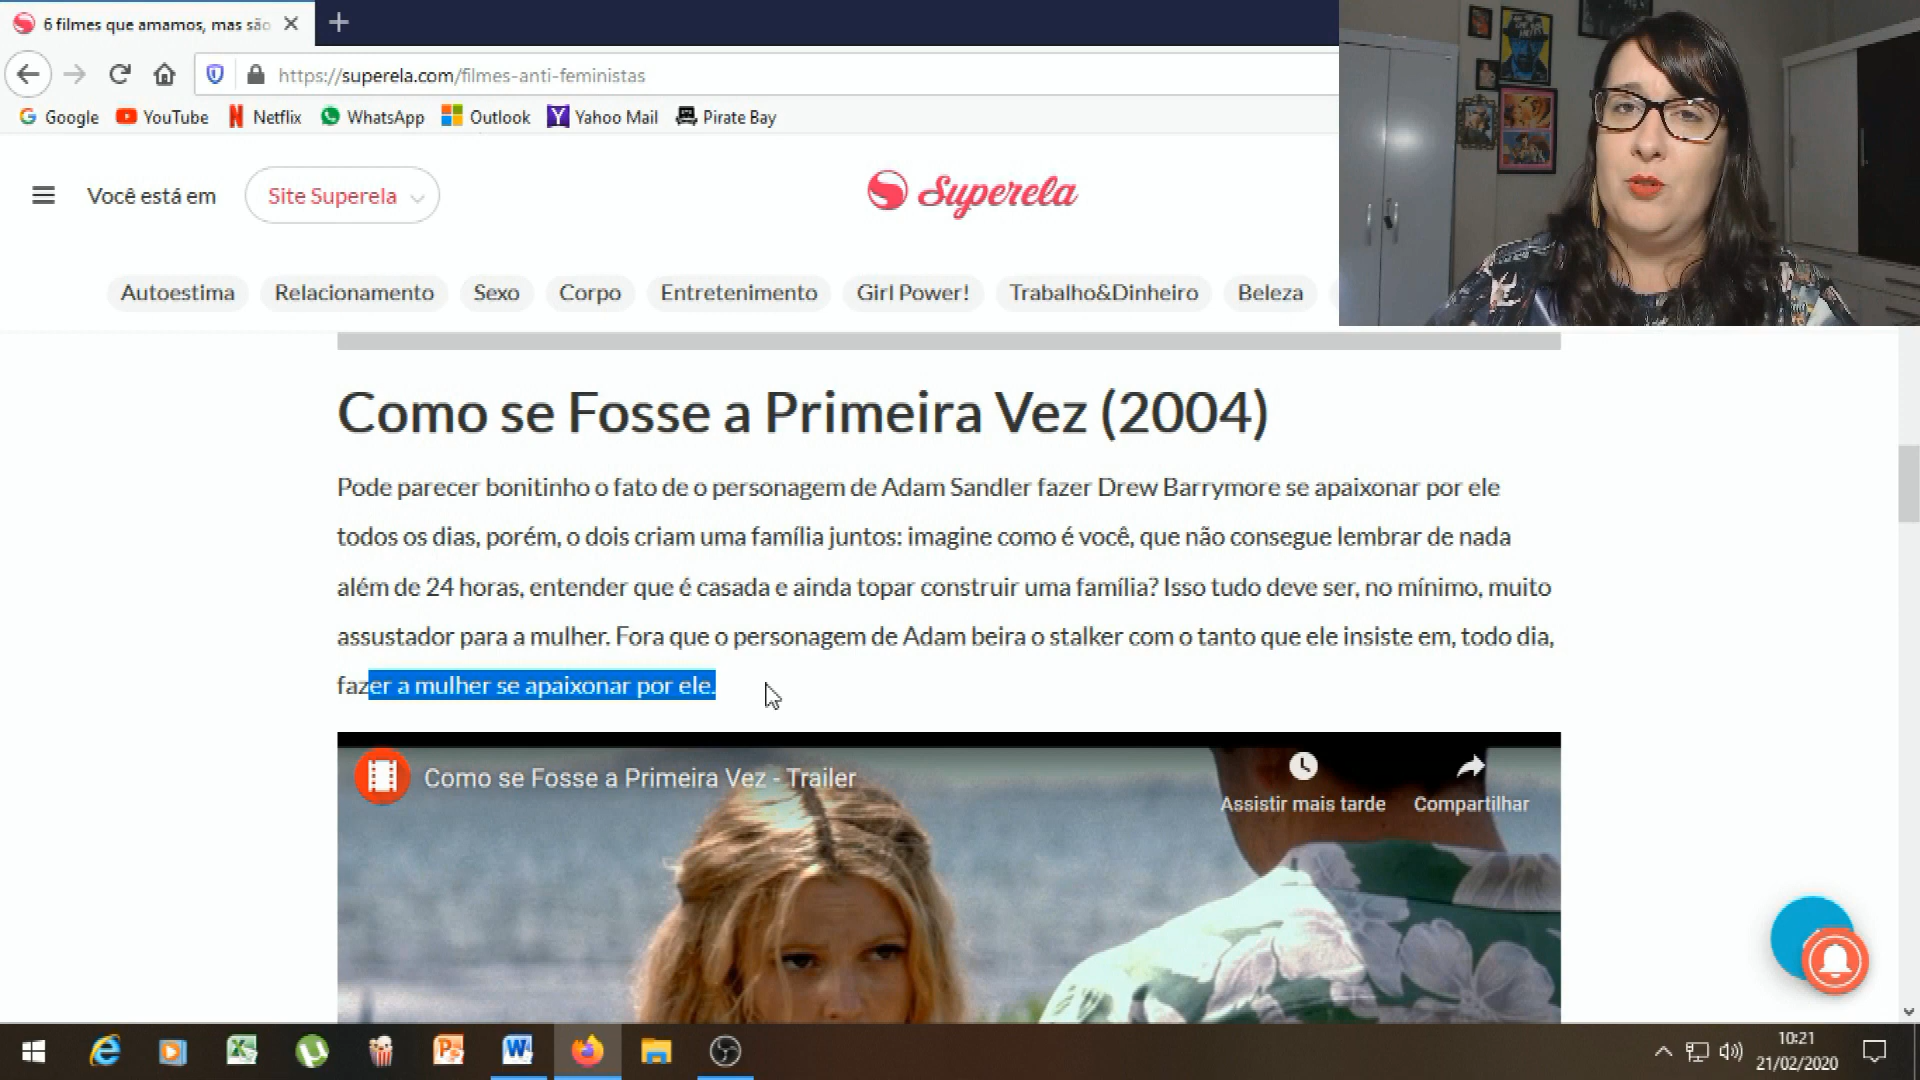 6 filmes que amamos, mas são
https://superela.com/filmes-anti-feministas
Google YouTube Netflix WhatsApp Outlook Yahoo Mail Pirate Bay
Você está em Site Superela
Superela
Autoestima Relacionamento Sexo Corpo Entretenimento Girl Power! Trabalho&Dinheiro Beleza
Como se Fosse a Primeira Vez (2004)
Pode parecer bonitinho o fato de o personagem de Adam Sandler fazer Drew Barrymore se apaixonar por ele
todos os dias, porém, o dois criam uma família juntos: imagine como é você, que não consegue lembrar de nada
além de 24 horas, entender que é casada e ainda topar construir uma família? Isso tudo deve ser, no mínimo, muito
assustador para a mulher. Fora que o personagem de Adam beira o stalker com o tanto que ele insiste em, todo dia,
fazer a mulher se apaixonar por ele.
Como se Fosse a Primeira Vez - Trailer
Assistir mais tarde Compartilhar
10:21
21/02/2020